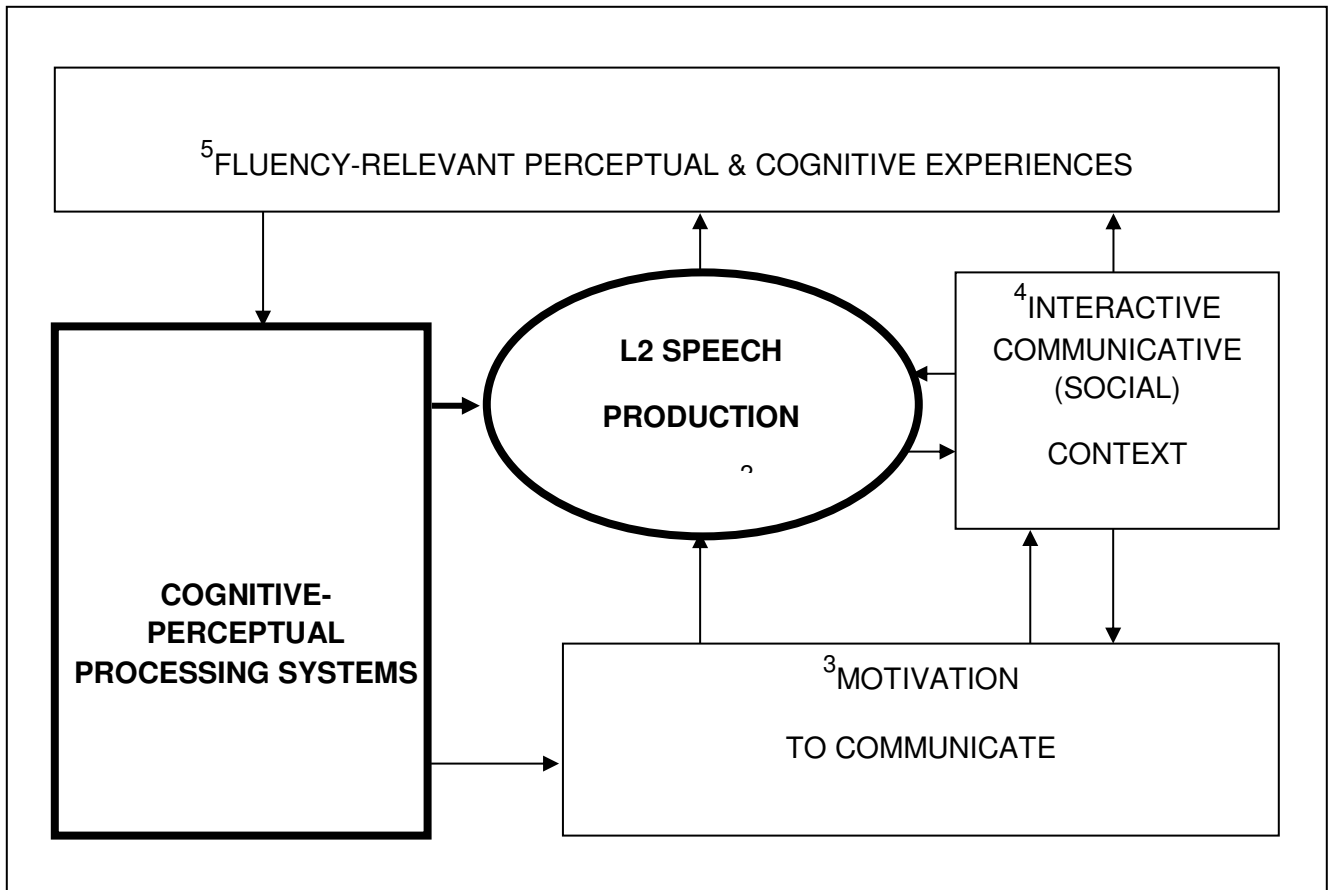 ⁵FLUENCY-RELEVANT PERCEPTUAL & COGNITIVE EXPERIENCES
⁴INTERACTIVE
COMMUNICATIVE
(SOCIAL)
CONTEXT
L2 SPEECH
PRODUCTION
COGNITIVE-
PERCEPTUAL
PROCESSING SYSTEMS
³MOTIVATION
TO COMMUNICATE